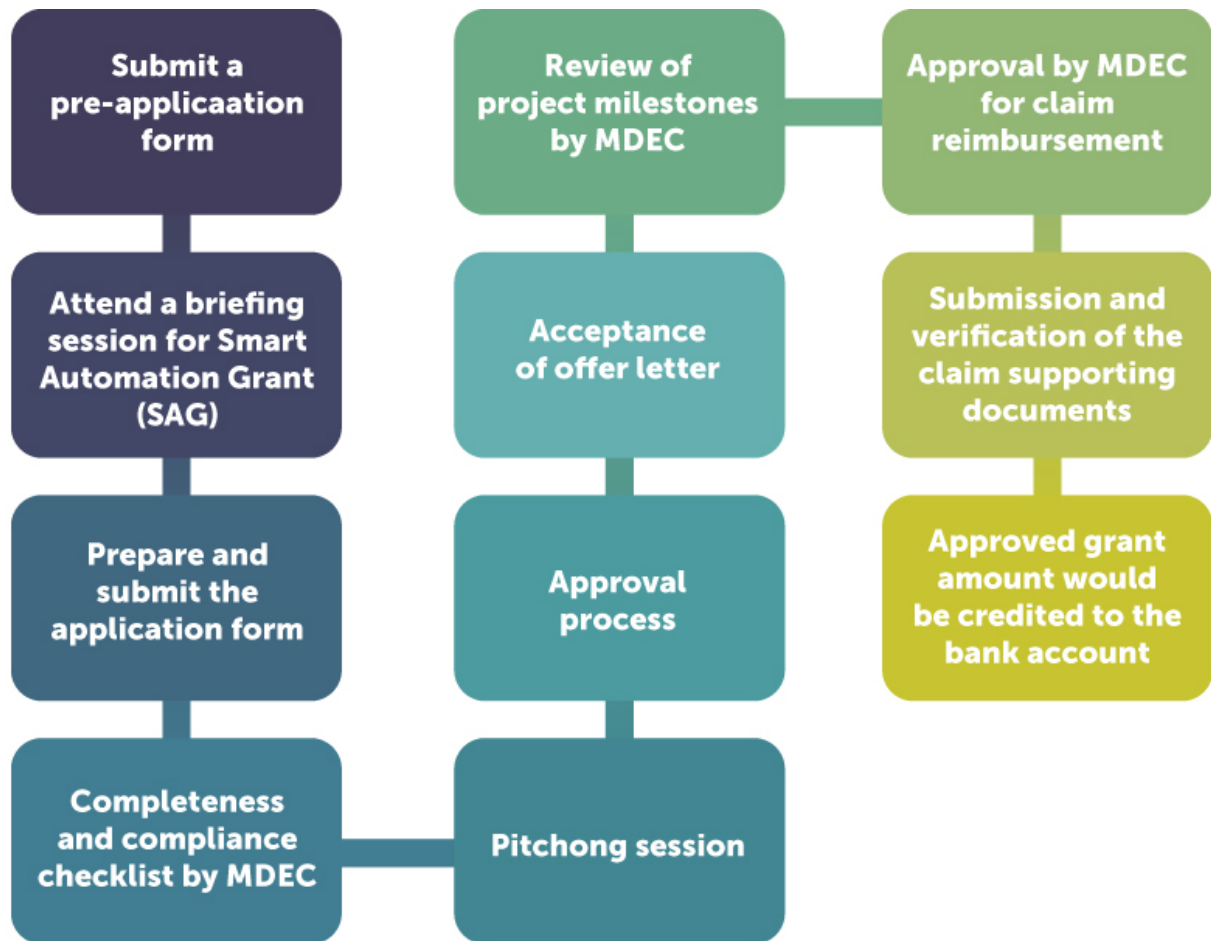 Submit a
pre-applicaation
form
Attend a briefing
session for Smart
Automation Grant
(SAG)
Prepare and
submit the
application form
Completeness
and compliance
checklist by MDEC
Pitchong session
Approval
process
Acceptance
of offer letter
Review of
project milestones
by MDEC
Approval by MDEC
for claim
reimbursement
Submission and
verification of the
claim supporting
documents
Approved grant
amount would
be credited to the
bank account